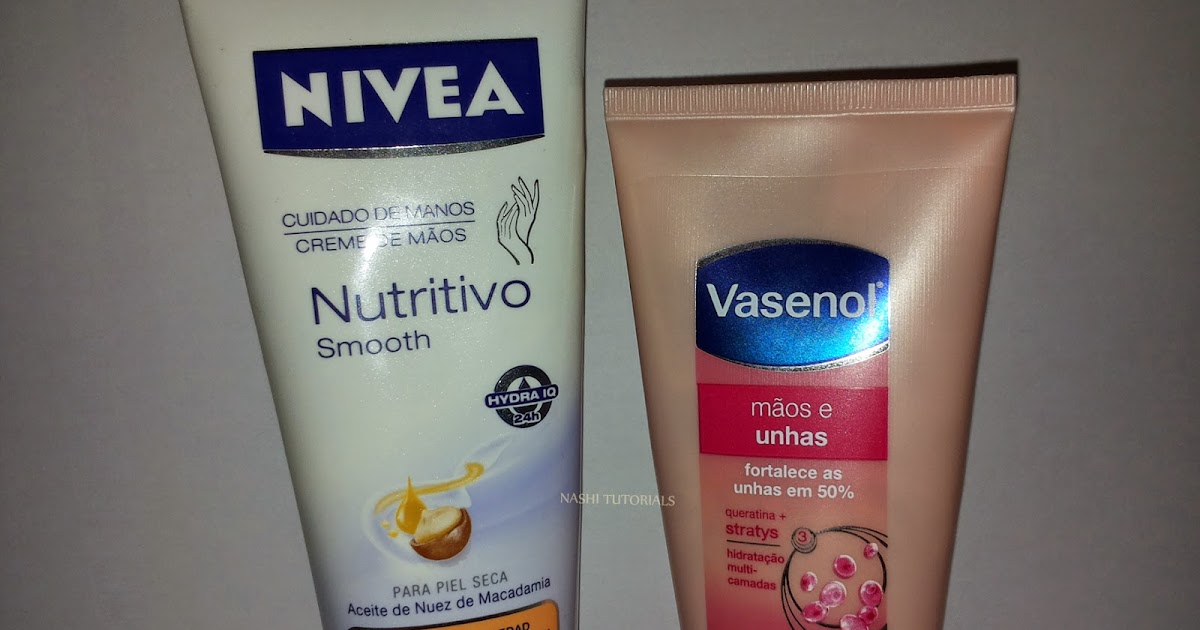 NIVEA
CUIDADO DE MANOS
CREME DE MÃOS
Nutritivo
Smooth
HYDRA IQ
24h
PARA PIEL SECA
Aceite de Nuez de Macadamia
NASHI TUTORIALS
Vasenol
mãos e
unhas
fortalece as
unhas em 50%
queratina +
stratys
3
hidratação
multi-
camadas